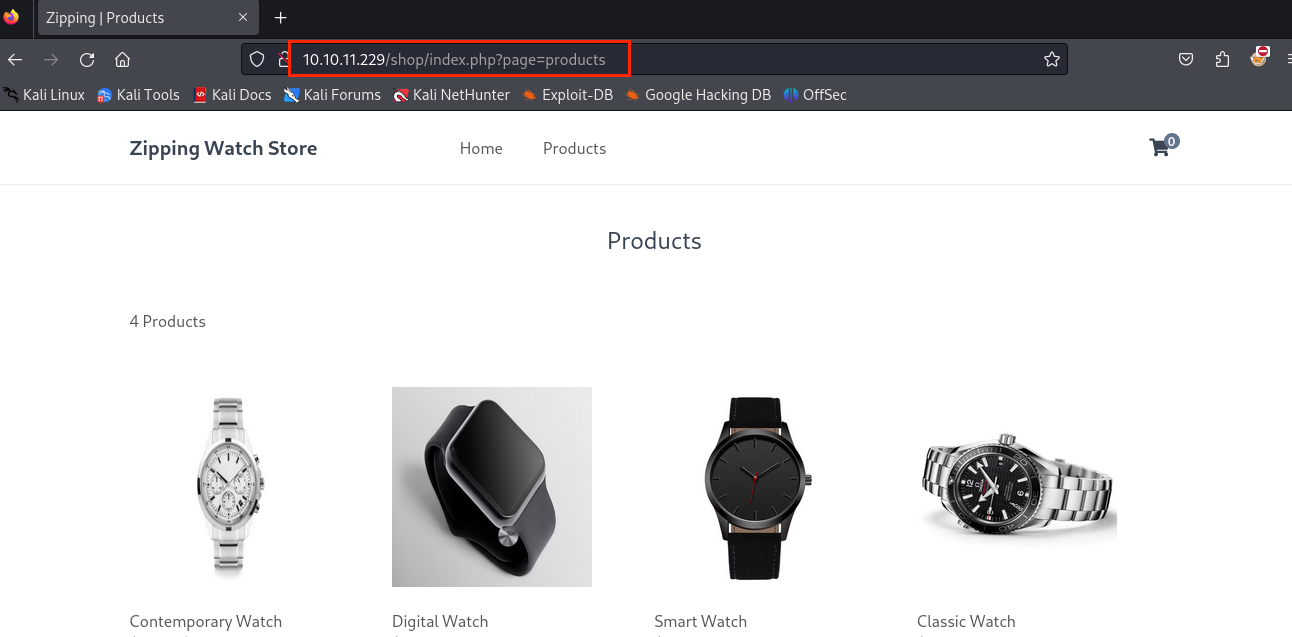 Zipping | Products
10.10.11.229/shop/index.php?page=products
Kali Linux Kali Tools Kali Docs Kali Forums Kali NetHunter Exploit-DB Google Hacking DB OffSec
Zipping Watch Store Home Products 0
Products
4 Products
Contemporary Watch Digital Watch Smart Watch Classic Watch